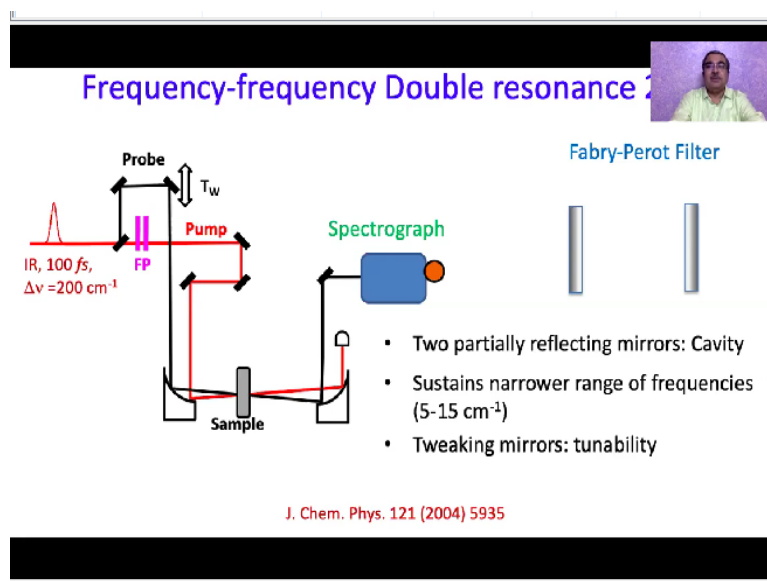 Frequency-frequency Double resonance
Fabry-Perot Filter
Probe
T_W
Pump
Spectrograph
IR, 100 fs,
Δν =200 cm⁻¹
FP
• Two partially reflecting mirrors: Cavity
• Sustains narrower range of frequencies
(5-15 cm⁻¹)
• Tweaking mirrors: tunability
Sample
J. Chem. Phys. 121 (2004) 5935